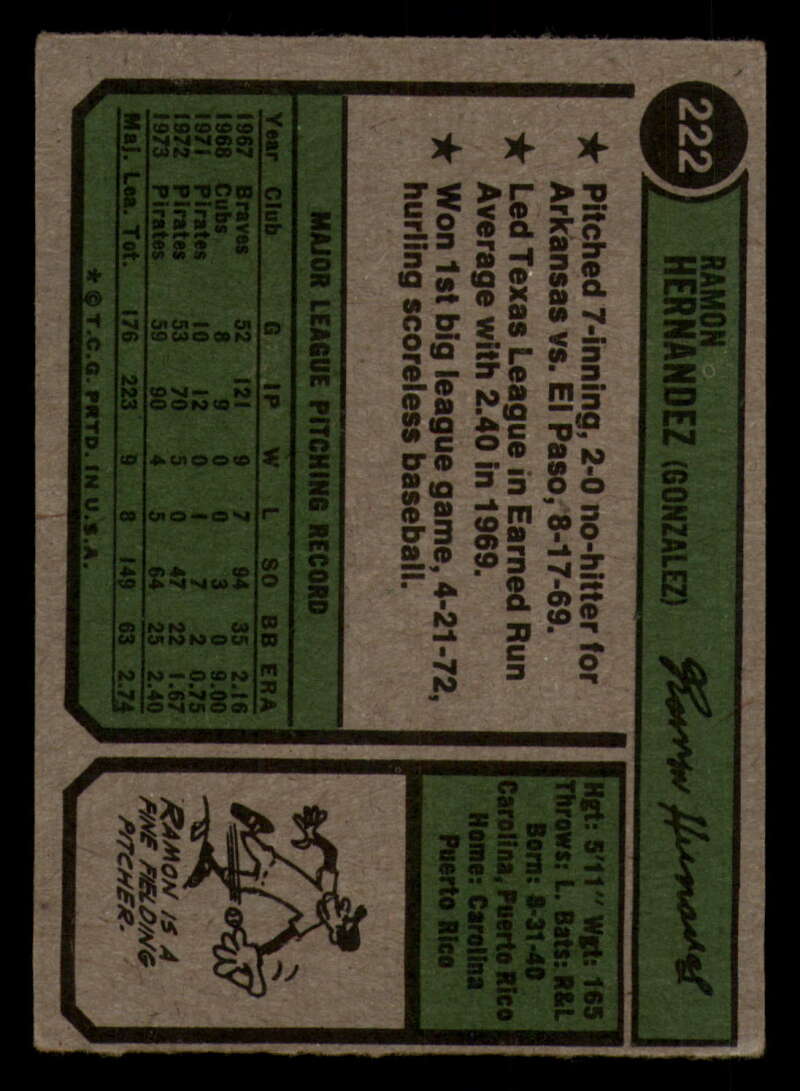 222
RAMON
HERNANDEZ (GONZALEZ)
Ramon Hernandez
★ Pitched 7-inning, 2-0 no-hitter for
Arkansas vs. El Paso, 8-17-69.
★ Led Texas League in Earned Run
Average with 2.40 in 1969.
★ Won 1st big league game, 4-21-72,
hurling scoreless baseball.
MAJOR LEAGUE PITCHING RECORD
Year Club G IP W L SO BB ERA
1967 Braves 52 121 9 7 94 35 2.16
1968 Cubs 8 9 0 0 3 0 9.00
1971 Pirates 10 12 0 1 7 2 0.75
1972 Pirates 53 70 5 0 47 22 1.67
1973 Pirates 59 90 4 5 64 25 2.40
Maj. Lea. Tot. 176 223 9 8 149 63 2.74
* © T.C.G. PRTD. IN U.S.A.
Hgt: 5'11" Wgt: 165
Throws: L. Bats: R&L
Born: 8-31-40
Carolina, Puerto Rico
Home: Carolina
Puerto Rico
RAMON IS A
FINE FIELDING
PITCHER.